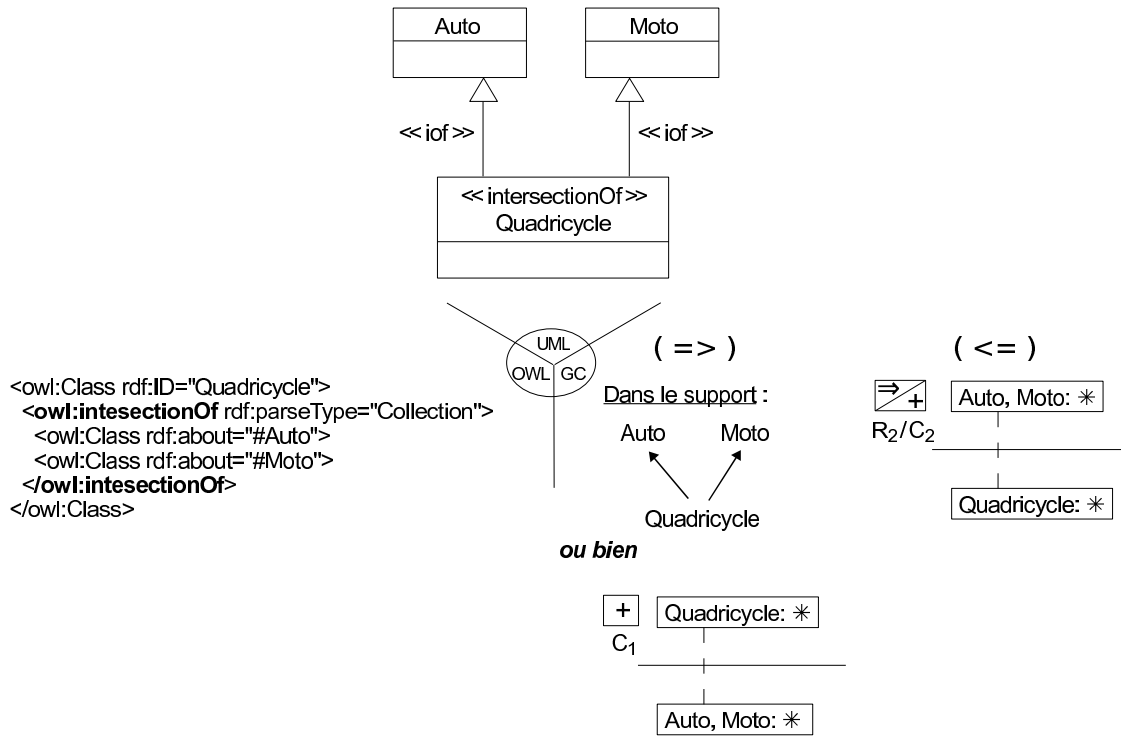 Auto
Moto
<< iof >>
<< iof >>
<< intersectionOf >>
Quadricycle
UML
OWL
GC
<owl:Class rdf:ID="Quadricycle">
<owl:intesectionOf rdf:parseType="Collection">
<owl:Class rdf:about="#Auto">
<owl:Class rdf:about="#Moto">
</owl:intesectionOf>
</owl:Class>
( => )
Dans le support :
Auto
Moto
Quadricycle
ou bien
+
C1
Quadricycle: ✳
Auto, Moto: ✳
( <= )
⇒ / +
R2/C2
Auto, Moto: ✳
Quadricycle: ✳